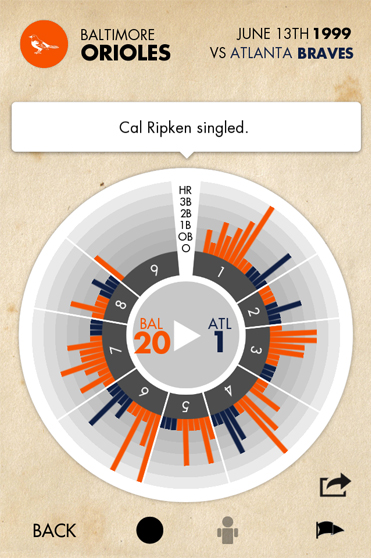 BALTIMORE
ORIOLES
JUNE 13TH 1999
VS ATLANTA BRAVES
Cal Ripken singled.
HR
3B
2B
1B
OB
O
1
2
3
4
5
6
7
8
9
BAL
20
ATL
1
BACK